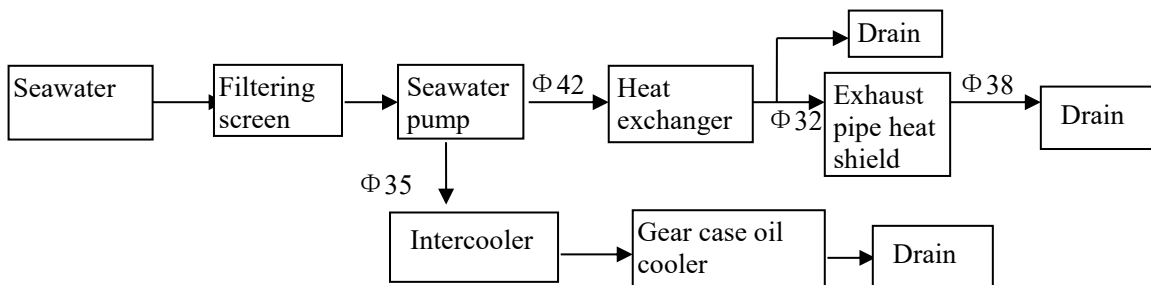 Drain
Seawater
Filtering
screen
Seawater
pump
Φ42
Heat
exchanger
Φ32
Exhaust
pipe heat
shield
Φ38
Drain
Φ35
Intercooler
Gear case oil
cooler
Drain